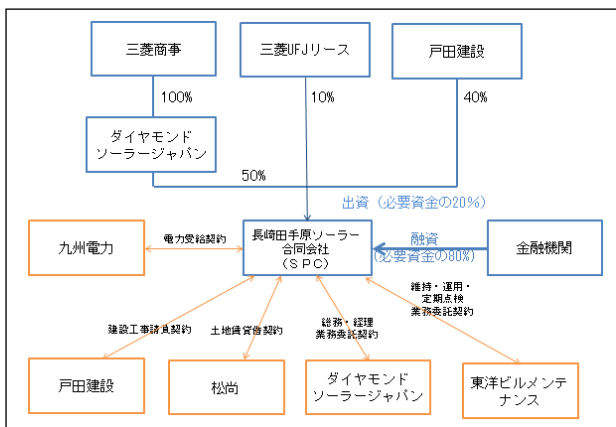 三菱商事
三菱UFJリース
戸田建設
100%
10%
40%
ダイヤモンド
ソーラージャパン
50%
出資（必要資金の20%）
九州電力
電力受給契約
長崎田手原ソーラー
合同会社
（ＳＰＣ）
融資
(必要資金の80%)
金融機関
維持・運用・
定期点検
業務委託契約
建設工事請負契約
土地賃貸借契約
総務・経理
業務委託契約
戸田建設
松尚
ダイヤモンド
ソーラージャパン
東洋ビルメンテ
ナンス